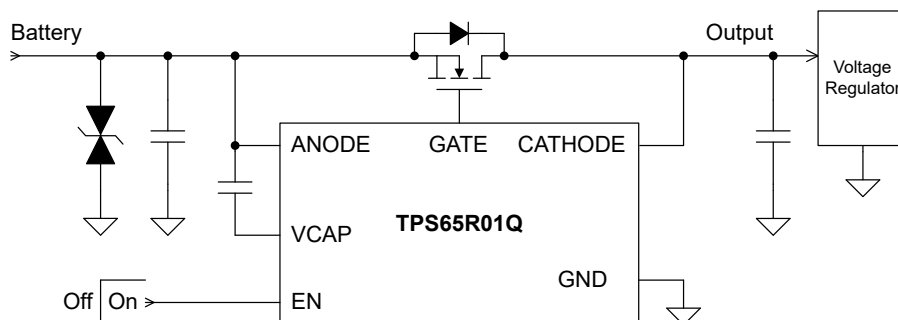 Battery
Output
Voltage
Regulator
ANODE
GATE
CATHODE
TPS65R01Q
VCAP
GND
Off
On
EN